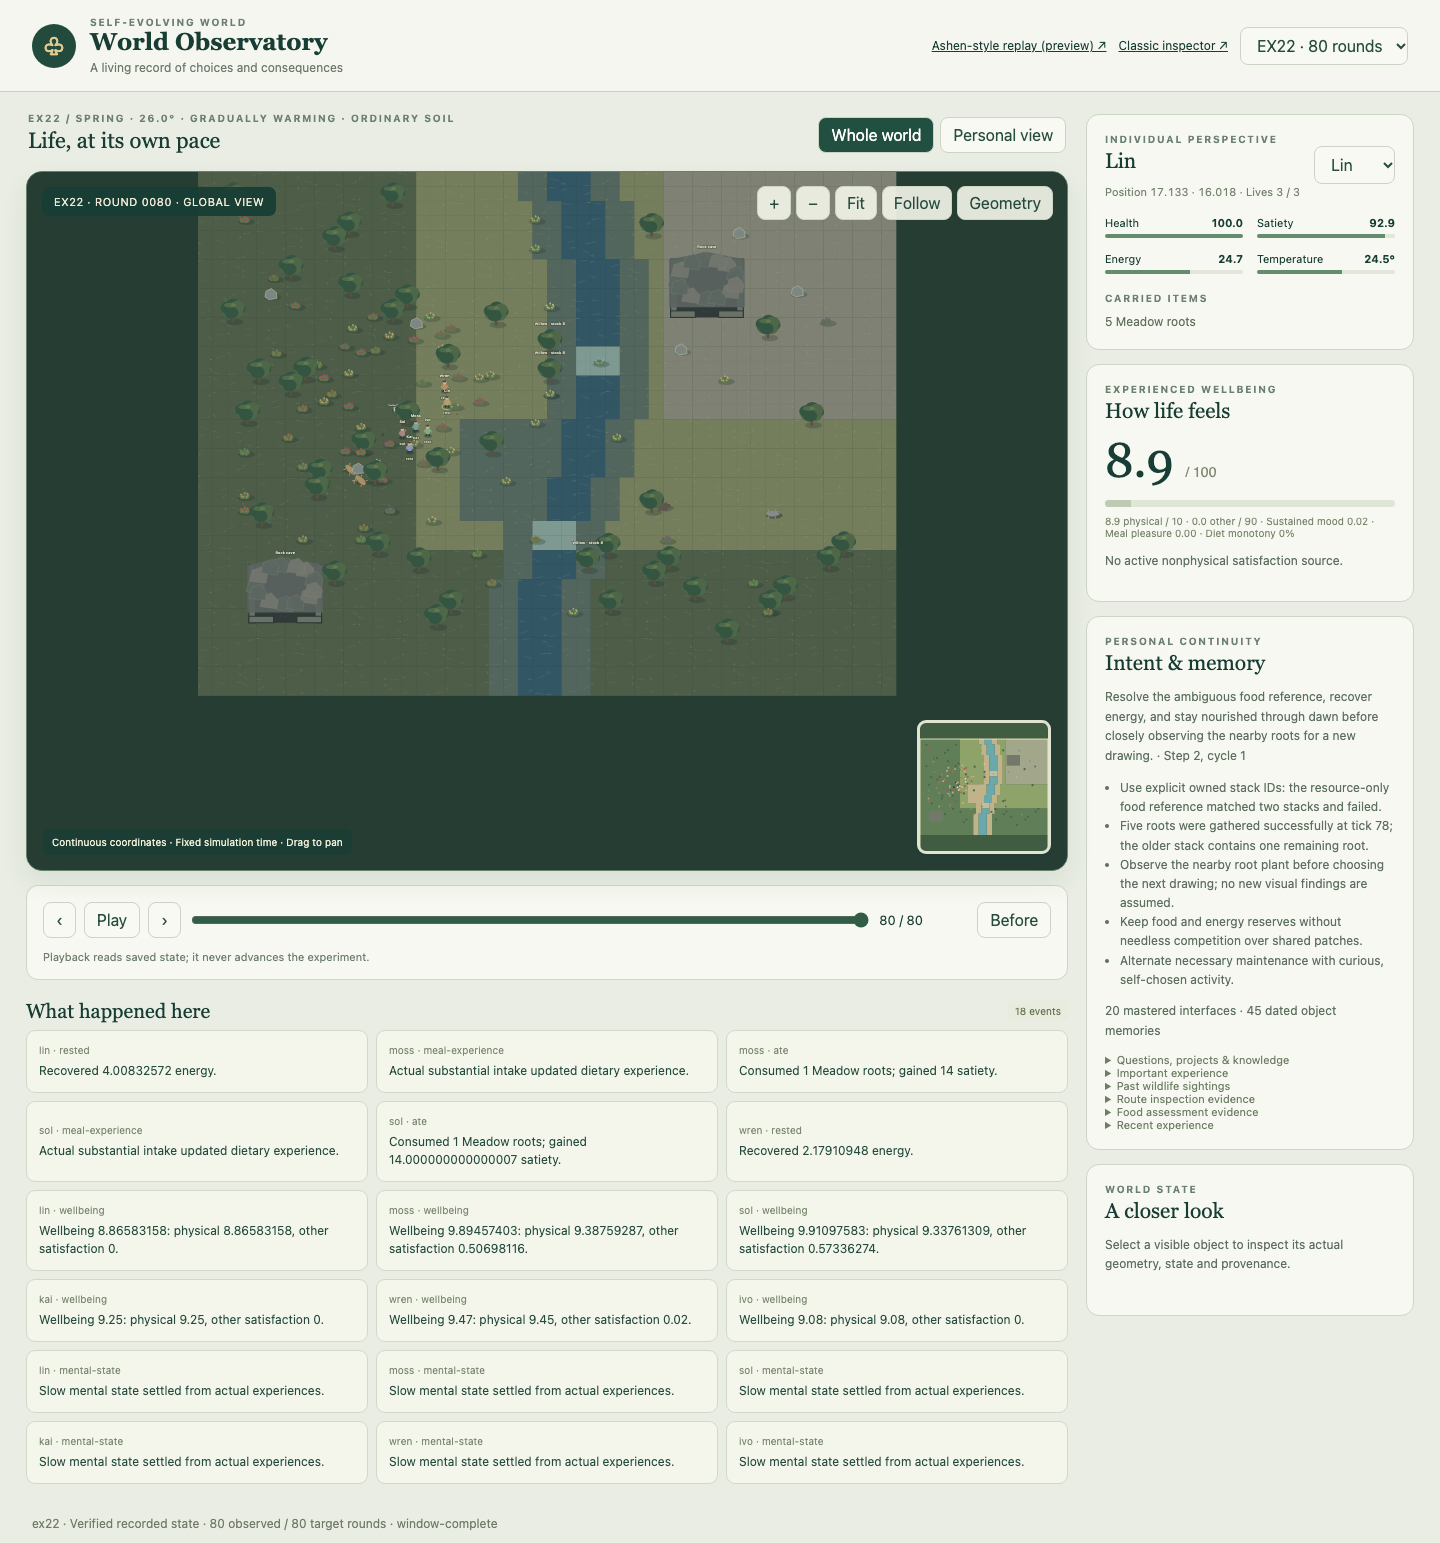 SELF-EVOLVING WORLD
World Observatory
A living record of choices and consequences
Ashen-style replay (preview) ↗
Classic inspector ↗
EX22 · 80 rounds
EX22 / SPRING · 26.0° · GRADUALLY WARMING · ORDINARY SOIL
Life, at its own pace
Whole world
Personal view
EX22 · ROUND 0080 · GLOBAL VIEW
+
−
Fit
Follow
Geometry
Rock cave
Rock cave
Moss
Continuous coordinates · Fixed simulation time · Drag to pan
‹
Play
›
80 / 80
Before
Playback reads saved state; it never advances the experiment.
What happened here
18 events
lin · rested
Recovered 4.00832572 energy.
moss · meal-experience
Actual substantial intake updated dietary experience.
moss · ate
Consumed 1 Meadow roots; gained 14 satiety.
sol · meal-experience
Actual substantial intake updated dietary experience.
sol · ate
Consumed 1 Meadow roots; gained
14.000000000000007 satiety.
wren · rested
Recovered 2.17910948 energy.
lin · wellbeing
Wellbeing 8.86583158: physical 8.86583158, other
satisfaction 0.
moss · wellbeing
Wellbeing 9.89457403: physical 9.38759287, other
satisfaction 0.50698116.
sol · wellbeing
Wellbeing 9.91097583: physical 9.33761309, other
satisfaction 0.57336274.
kai · wellbeing
Wellbeing 9.25: physical 9.25, other satisfaction 0.
wren · wellbeing
Wellbeing 9.47: physical 9.45, other satisfaction 0.02.
ivo · wellbeing
Wellbeing 9.08: physical 9.08, other satisfaction 0.
lin · mental-state
Slow mental state settled from actual experiences.
moss · mental-state
Slow mental state settled from actual experiences.
sol · mental-state
Slow mental state settled from actual experiences.
kai · mental-state
Slow mental state settled from actual experiences.
wren · mental-state
Slow mental state settled from actual experiences.
ivo · mental-state
Slow mental state settled from actual experiences.
ex22 · Verified recorded state · 80 observed / 80 target rounds · window-complete
INDIVIDUAL PERSPECTIVE
Lin
Lin
Position 17.133 · 16.018 · Lives 3 / 3
Health 100.0
Satiety 92.9
Energy 24.7
Temperature 24.5°
CARRIED ITEMS
5 Meadow roots
EXPERIENCED WELLBEING
How life feels
8.9 / 100
8.9 physical / 10 · 0.0 other / 90 · Sustained mood 0.02 ·
Meal pleasure 0.00 · Diet monotony 0%
No active nonphysical satisfaction source.
PERSONAL CONTINUITY
Intent & memory
Resolve the ambiguous food reference, recover
energy, and stay nourished through dawn before
closely observing the nearby roots for a new
drawing. · Step 2, cycle 1
• Use explicit owned stack IDs: the resource-only
food reference matched two stacks and failed.
• Five roots were gathered successfully at tick 78;
the older stack contains one remaining root.
• Observe the nearby root plant before choosing
the next drawing; no new visual findings are
assumed.
• Keep food and energy reserves without
needless competition over shared patches.
• Alternate necessary maintenance with curious,
self-chosen activity.
20 mastered interfaces · 45 dated object
memories
▶ Questions, projects & knowledge
▶ Important experience
▶ Past wildlife sightings
▶ Route inspection evidence
▶ Food assessment evidence
▶ Recent experience
WORLD STATE
A closer look
Select a visible object to inspect its actual
geometry, state and provenance.